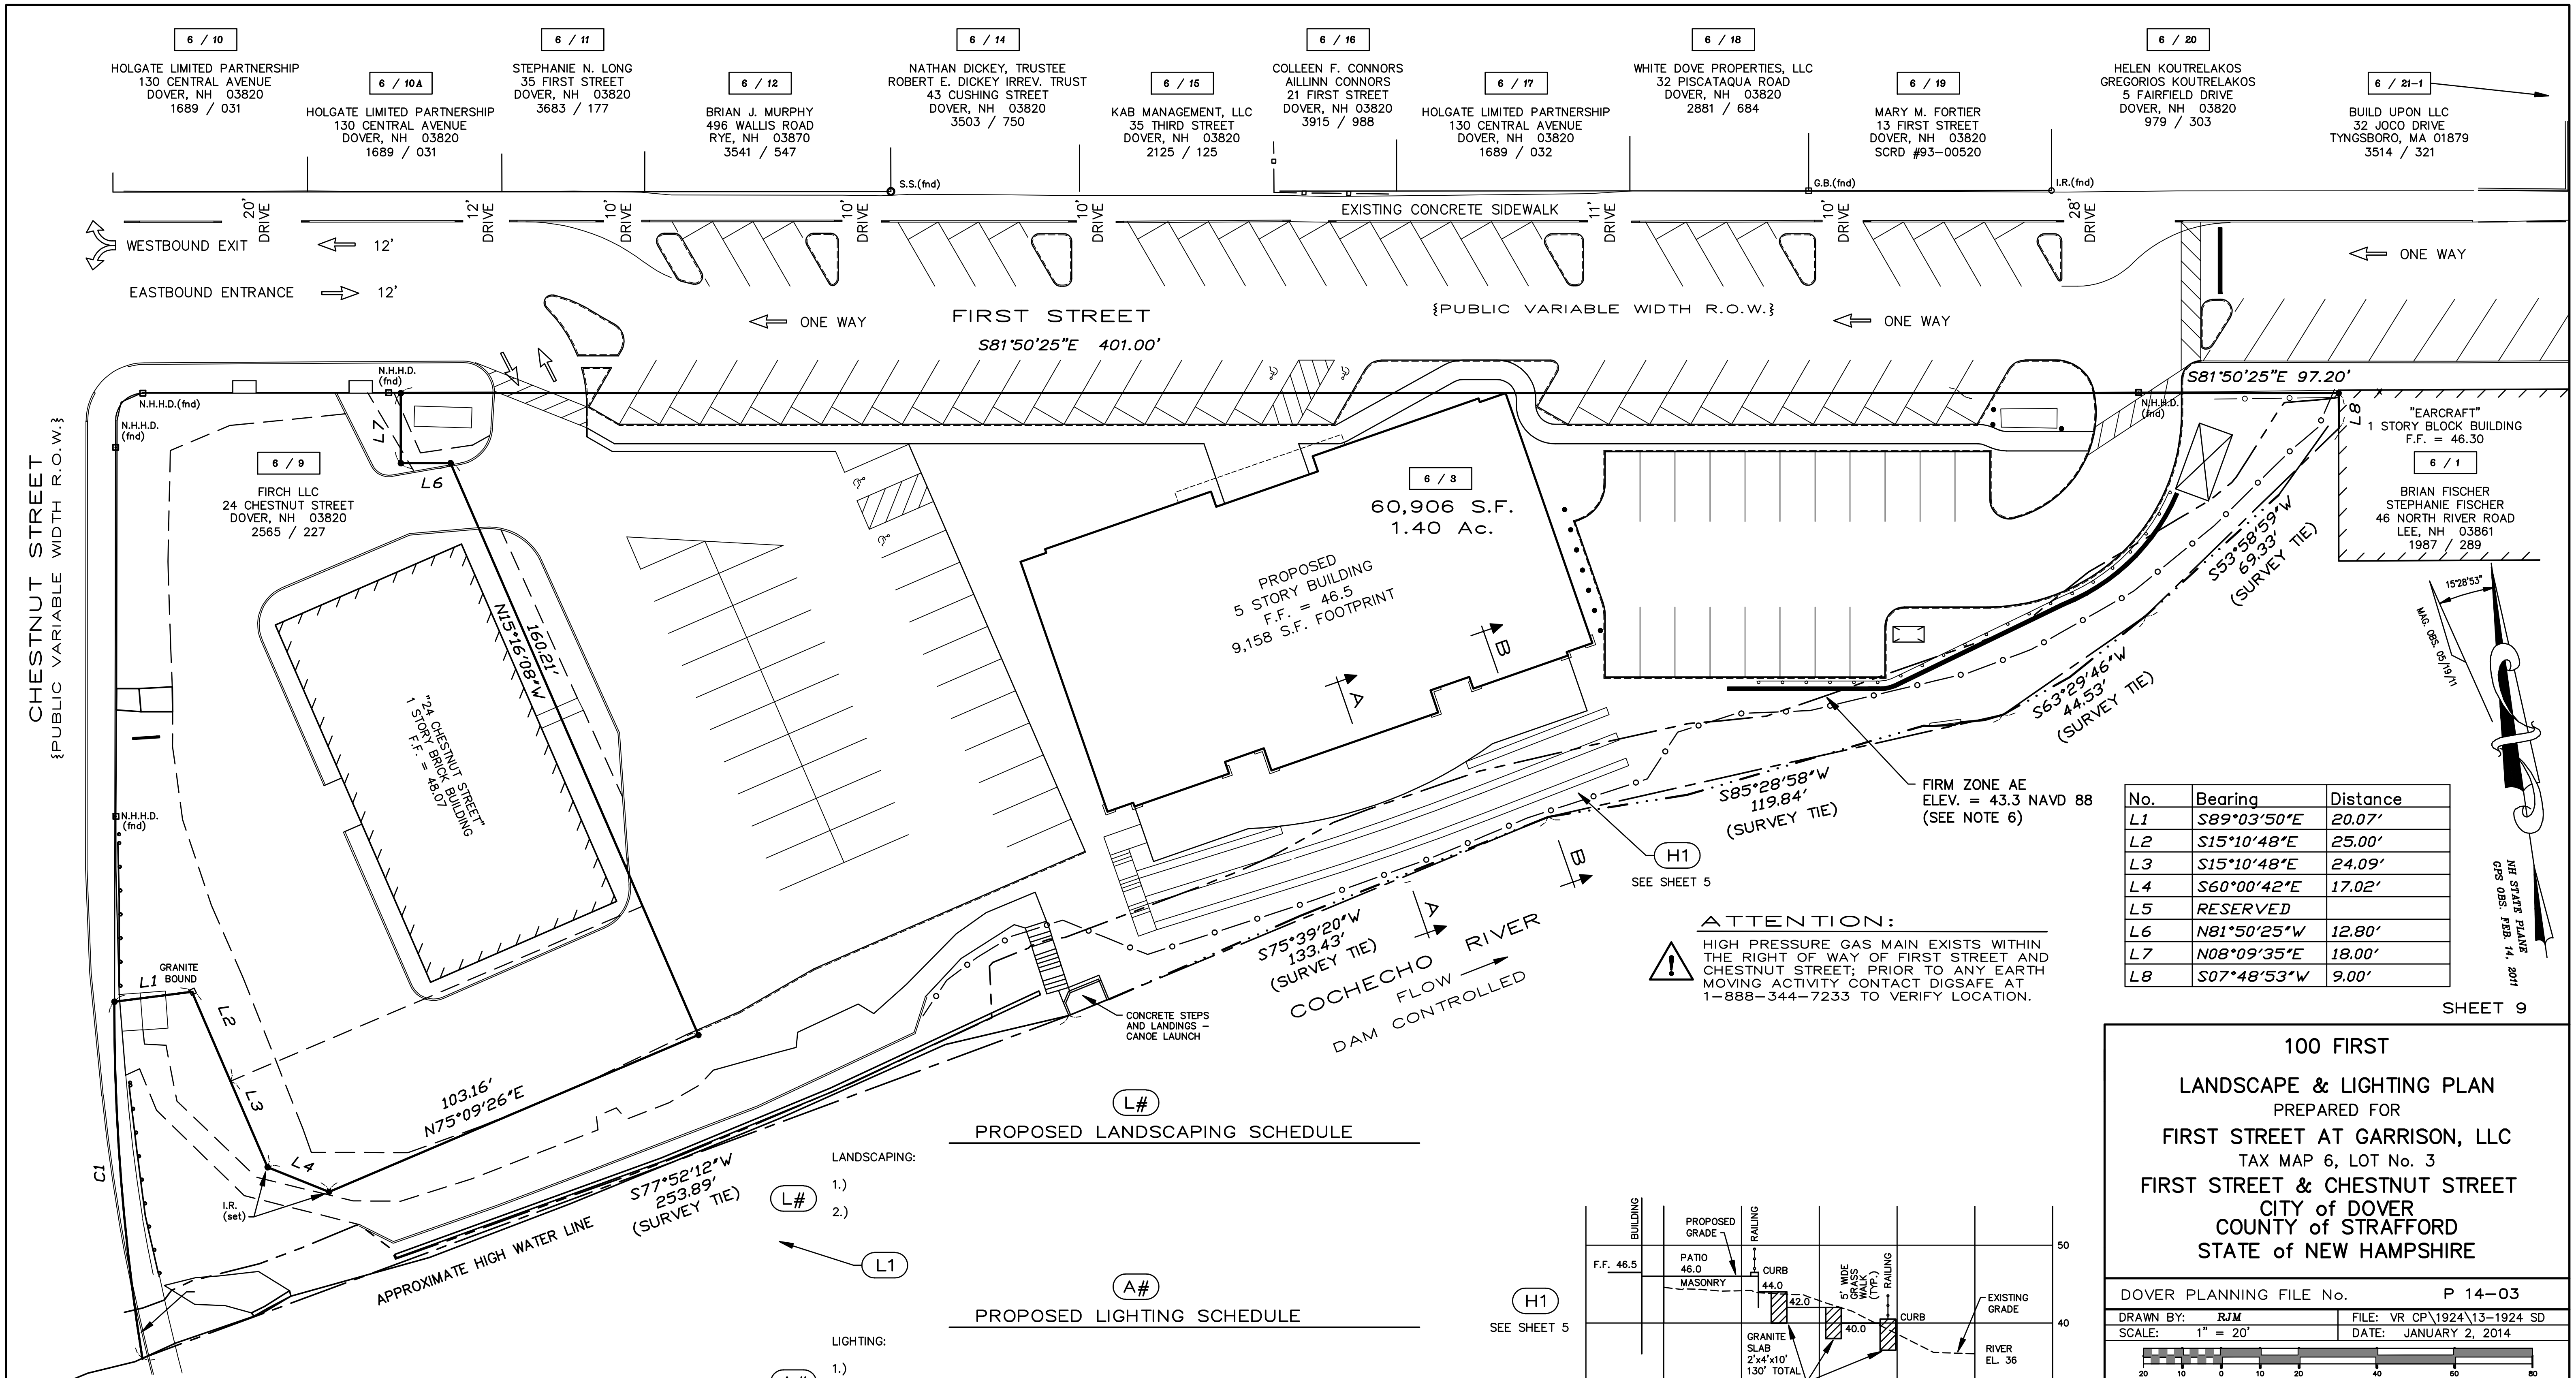 6 / 10
HOLGATE LIMITED PARTNERSHIP
130 CENTRAL AVENUE
DOVER, NH 03820
1689 / 031
6 / 10A
HOLGATE LIMITED PARTNERSHIP
130 CENTRAL AVENUE
DOVER, NH 03820
1689 / 031
6 / 11
STEPHANIE N. LONG
35 FIRST STREET
DOVER, NH 03820
3683 / 177
6 / 12
BRIAN J. MURPHY
496 WALLIS ROAD
RYE, NH 03870
3541 / 547
6 / 14
NATHAN DICKEY, TRUSTEE
ROBERT E. DICKEY IRREV. TRUST
43 CUSHING STREET
DOVER, NH 03820
3503 / 750
6 / 15
KAB MANAGEMENT, LLC
35 THIRD STREET
DOVER, NH 03820
2125 / 125
6 / 16
COLLEEN F. CONNORS
AILLINN CONNORS
21 FIRST STREET
DOVER, NH 03820
3915 / 988
6 / 17
HOLGATE LIMITED PARTNERSHIP
130 CENTRAL AVENUE
DOVER, NH 03820
1689 / 032
6 / 18
WHITE DOVE PROPERTIES, LLC
32 PISCATAQUA ROAD
DOVER, NH 03820
2881 / 684
6 / 19
MARY M. FORTIER
13 FIRST STREET
DOVER, NH 03820
SCRD #93-00520
6 / 20
HELEN KOUTRELAKOS
GREGORIOS KOUTRELAKOS
5 FAIRFIELD DRIVE
DOVER, NH 03820
979 / 303
6 / 21-1
BUILD UPON LLC
32 JOCO DRIVE
TYNGSBORO, MA 01879
3514 / 321
S.S.(fnd)
G.B.(fnd)
I.R.(fnd)
20'
DRIVE
12'
DRIVE
10'
DRIVE
10'
DRIVE
10'
DRIVE
EXISTING CONCRETE SIDEWALK
11'
DRIVE
10'
DRIVE
28'
DRIVE
WESTBOUND EXIT 12'
EASTBOUND ENTRANCE 12'
ONE WAY
FIRST STREET
{PUBLIC VARIABLE WIDTH R.O.W.}
ONE WAY
ONE WAY
S81°50'25"E 401.00'
S81°50'25"E 97.20'
N.H.H.D.
(fnd)
N.H.H.D.(fnd)
N.H.H.D.
(fnd)
N.H.H.D.
(fnd)
L7
L6
L8
CHESTNUT STREET
{PUBLIC VARIABLE WIDTH R.O.W.}
6 / 9
FIRCH LLC
24 CHESTNUT STREET
DOVER, NH 03820
2565 / 227
160.21'
N15°16'08"W
"24 CHESTNUT STREET"
1 STORY BRICK BUILDING
F.F. = 48.07
6 / 3
60,906 S.F.
1.40 Ac.
PROPOSED
5 STORY BUILDING
F.F. = 46.5
9,158 S.F. FOOTPRINT
B
A
"EARCRAFT"
1 STORY BLOCK BUILDING
F.F. = 46.30
6 / 1
BRIAN FISCHER
STEPHANIE FISCHER
46 NORTH RIVER ROAD
LEE, NH 03861
1987 / 289
S53°58'59"W
69.33'
(SURVEY TIE)
S63°29'46"W
44.53'
(SURVEY TIE)
S85°28'58"W
119.84'
(SURVEY TIE)
15°28'53"
MAG. OBS. 05/19/11
NH STATE PLANE
GPS OBS. FEB. 14, 2011
FIRM ZONE AE
ELEV. = 43.3 NAVD 88
(SEE NOTE 6)
N.H.H.D.
(fnd)
H1
SEE SHEET 5
B
A
S75°39'20"W
133.43'
(SURVEY TIE)
COCHECHO RIVER
FLOW
DAM CONTROLLED
ATTENTION:
HIGH PRESSURE GAS MAIN EXISTS WITHIN
THE RIGHT OF WAY OF FIRST STREET AND
CHESTNUT STREET; PRIOR TO ANY EARTH
MOVING ACTIVITY CONTACT DIGSAFE AT
1-888-344-7233 TO VERIFY LOCATION.
No. Bearing Distance
L1 S89°03'50"E 20.07'
L2 S15°10'48"E 25.00'
L3 S15°10'48"E 24.09'
L4 S60°00'42"E 17.02'
L5 RESERVED
L6 N81°50'25"W 12.80'
L7 N08°09'35"E 18.00'
L8 S07°48'53"W 9.00'
SHEET 9
L1
GRANITE
BOUND
L2
L3
L4
C1
I.R.
(set)
103.16'
N75°09'26"E
CONCRETE STEPS
AND LANDINGS -
CANOE LAUNCH
S77°52'12"W
253.89'
(SURVEY TIE)
APPROXIMATE HIGH WATER LINE
L#
PROPOSED LANDSCAPING SCHEDULE
LANDSCAPING:
L#
1.)
2.)
L1
A#
PROPOSED LIGHTING SCHEDULE
LIGHTING:
1.)
A#
H1
SEE SHEET 5
BUILDING
PROPOSED
GRADE
RAILING
F.F. 46.5
PATIO
46.0
MASONRY
CURB
44.0
42.0
5' WIDE
GRASS
WALK
(TYP.)
RAILING
CURB
40.0
GRANITE
SLAB
2'x4'x10'
130' TOTAL
EXISTING
GRADE
RIVER
EL. 36
50
40
100 FIRST
LANDSCAPE & LIGHTING PLAN
PREPARED FOR
FIRST STREET AT GARRISON, LLC
TAX MAP 6, LOT No. 3
FIRST STREET & CHESTNUT STREET
CITY of DOVER
COUNTY of STRAFFORD
STATE of NEW HAMPSHIRE
DOVER PLANNING FILE No. P 14-03
DRAWN BY: RJM FILE: VR CP\1924\13-1924 SD
SCALE: 1" = 20' DATE: JANUARY 2, 2014
20 10 0 10 20 40 60 80